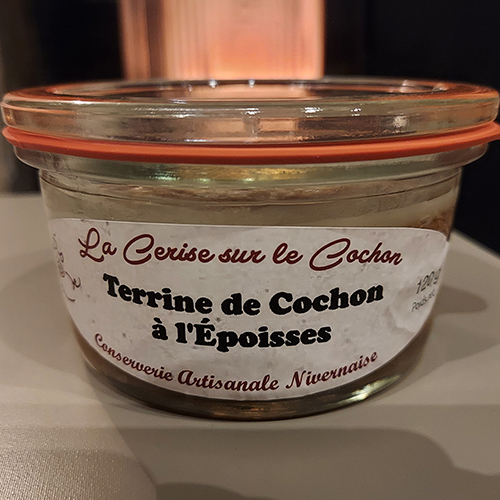 La Cerise sur le Cochon
Terrine de Cochon
à l'Époisses
Conserverie Artisanale Nivernaise
120g